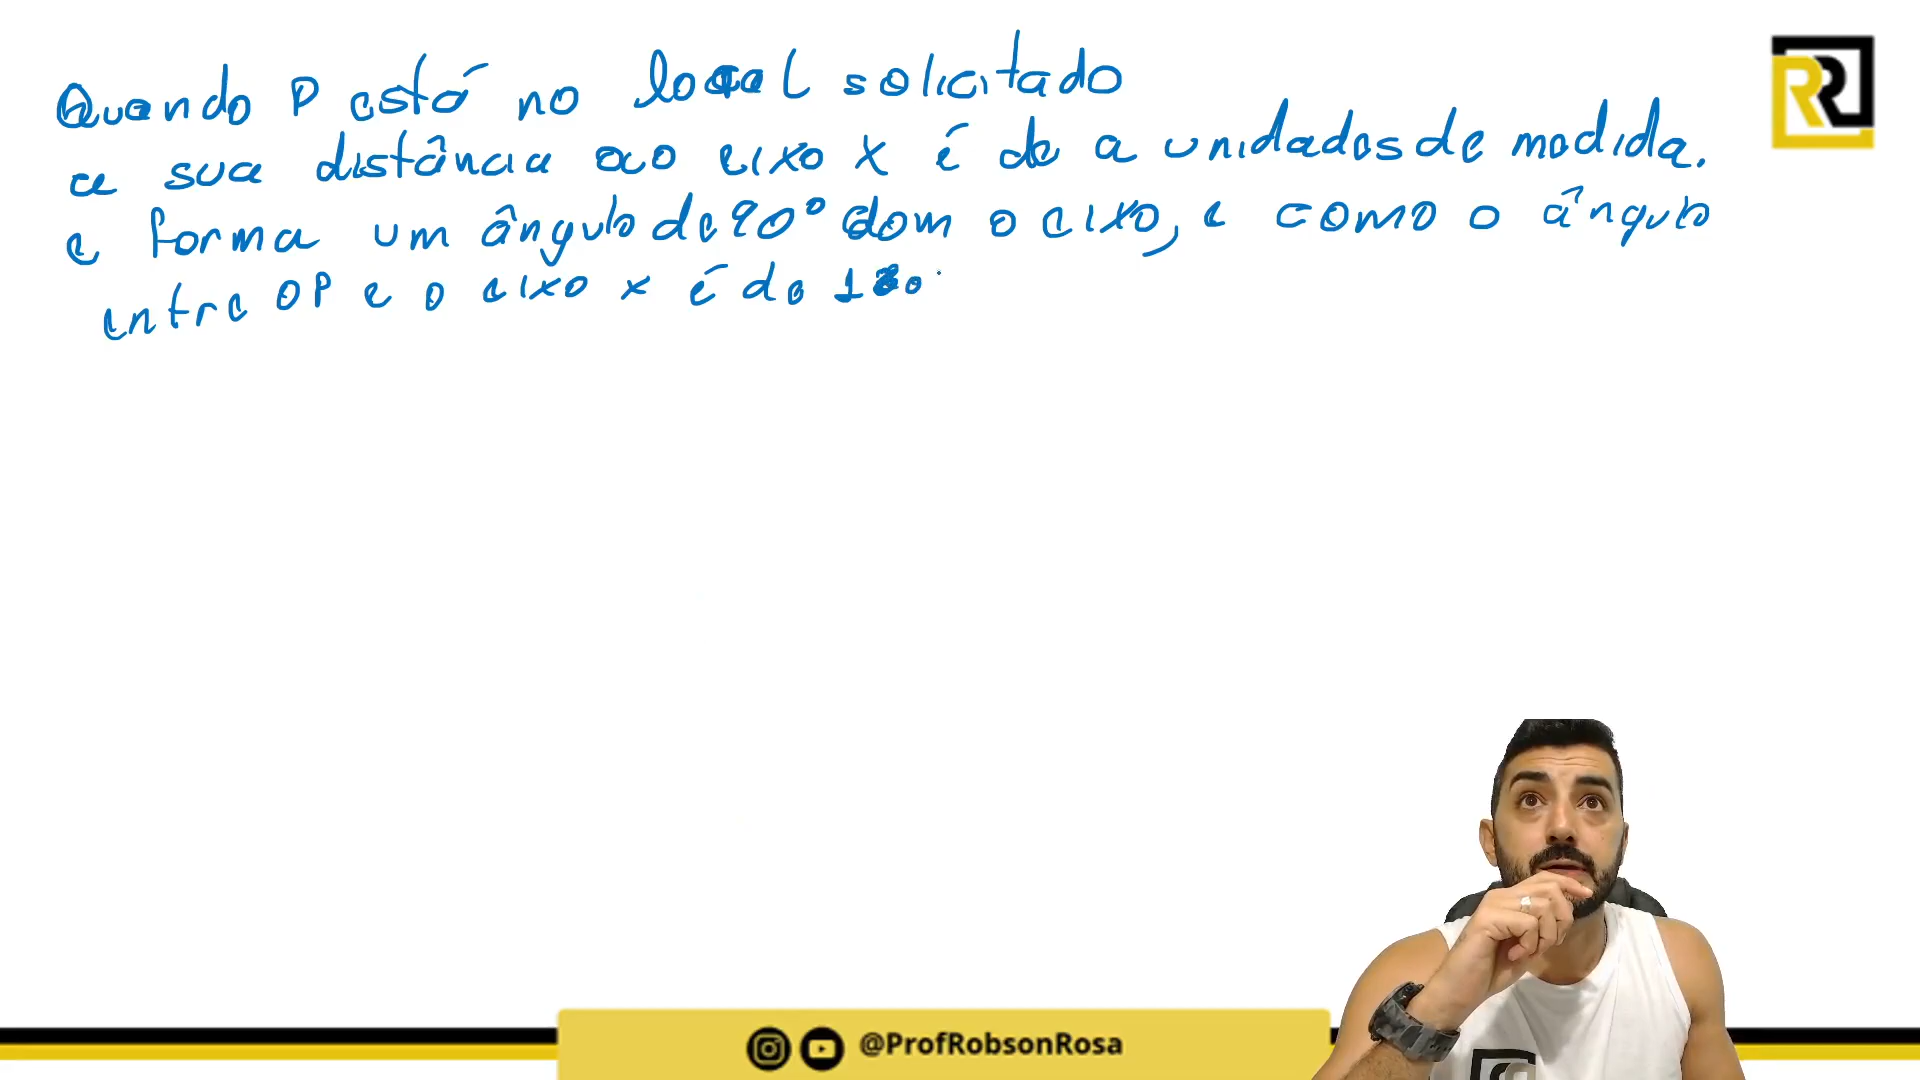 Quando P está no local solicitado
a sua distância ao eixo x é de a unidades de medida.
e forma um ângulo de 90° com o eixo, e como o ângulo
entre OP e o eixo x é de
RR
@ProfRobsonRosa